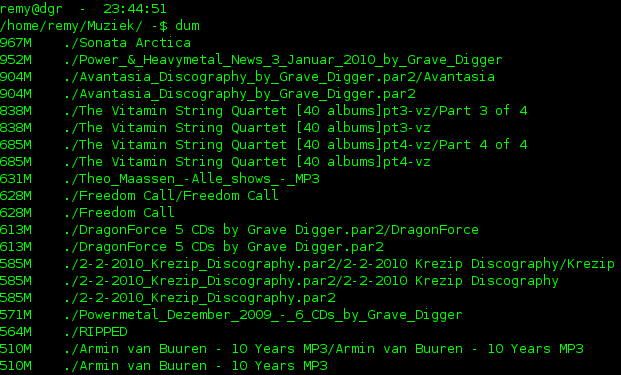 remy@dgr  -  23:44:51
/home/remy/Muziek/ -$ dum
967M    ./Sonata Arctica
952M    ./Power_&_Heavymetal_News_3_Januar_2010_by_Grave_Digger
904M    ./Avantasia_Discography_by_Grave_Digger.par2/Avantasia
904M    ./Avantasia_Discography_by_Grave_Digger.par2
838M    ./The Vitamin String Quartet [40 albums]pt3-vz/Part 3 of 4
838M    ./The Vitamin String Quartet [40 albums]pt3-vz
685M    ./The Vitamin String Quartet [40 albums]pt4-vz/Part 4 of 4
685M    ./The Vitamin String Quartet [40 albums]pt4-vz
631M    ./Theo_Maassen_-Alle_shows_-_MP3
628M    ./Freedom Call/Freedom Call
628M    ./Freedom Call
613M    ./DragonForce 5 CDs by Grave Digger.par2/DragonForce
613M    ./DragonForce 5 CDs by Grave Digger.par2
585M    ./2-2-2010_Krezip_Discography.par2/2-2-2010 Krezip Discography/Krezip
585M    ./2-2-2010_Krezip_Discography.par2/2-2-2010 Krezip Discography
585M    ./2-2-2010_Krezip_Discography.par2
571M    ./Powermetal_Dezember_2009_-_6_CDs_by_Grave_Digger
564M    ./RIPPED
510M    ./Armin van Buuren - 10 Years MP3/Armin van Buuren - 10 Years MP3
510M    ./Armin van Buuren - 10 Years MP3